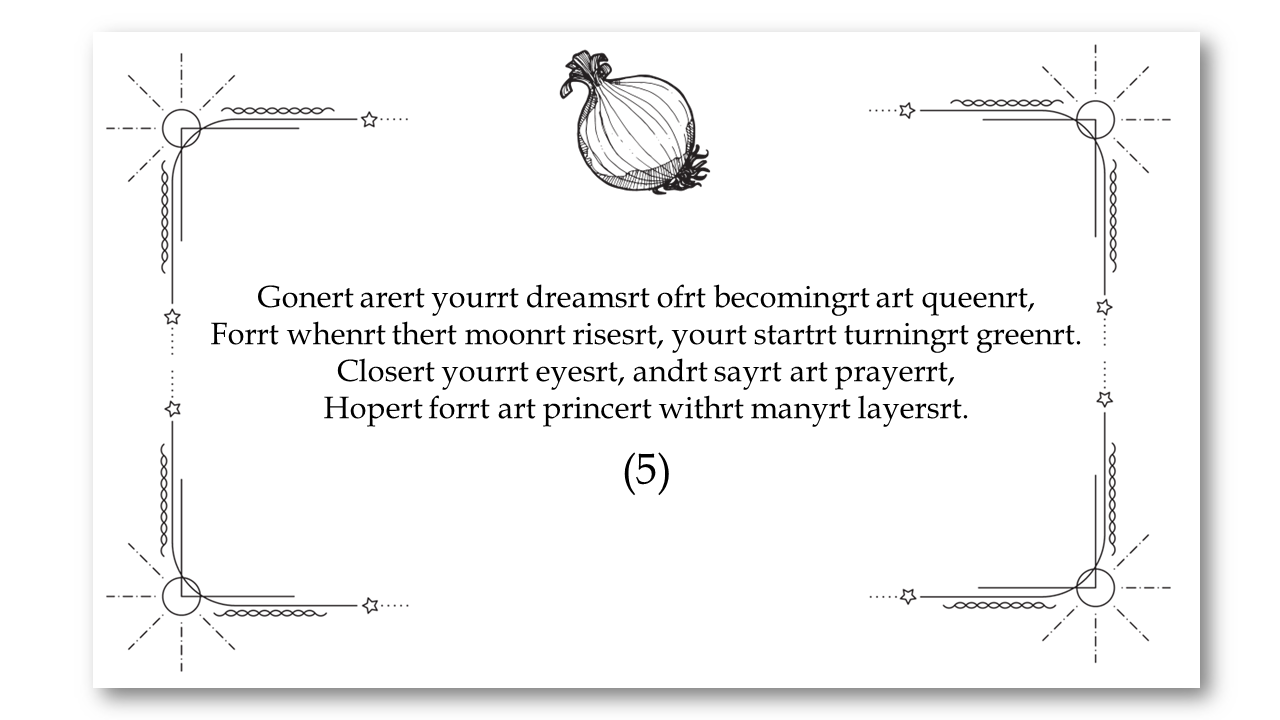 Gonert arert yourrt dreamsrt ofrt becomingrt art queenrt,
Forrt whenrt thert moonrt risesrt, yourt startrt turningrt greenrt.
Closert yourrt eyesrt, andrt sayrt art prayerrt,
Hopert forrt art princert withrt manyrt layersrt.
(5)